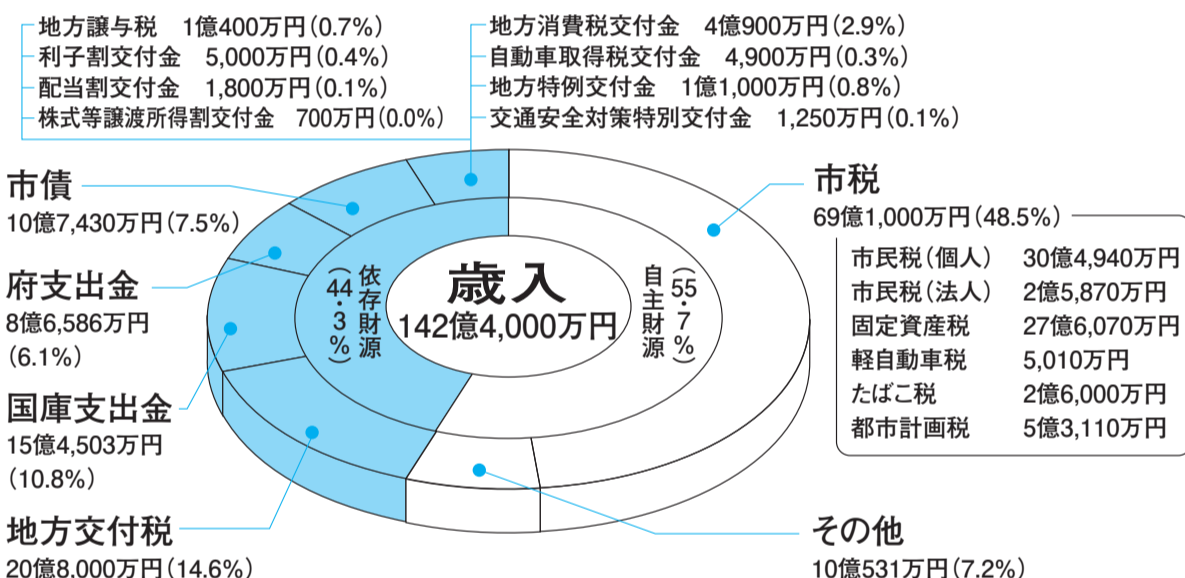 地方譲与税 1億400万円(0.7%)
利子割交付金 5,000万円(0.4%)
配当割交付金 1,800万円(0.1%)
株式等譲渡所得割交付金 700万円(0.0%)
地方消費税交付金 4億900万円(2.9%)
自動車取得税交付金 4,900万円(0.3%)
地方特例交付金 1億1,000万円(0.8%)
交通安全対策特別交付金 1,250万円(0.1%)
市債
10億7,430万円(7.5%)
府支出金
8億6,586万円
(6.1%)
国庫支出金
15億4,503万円
(10.8%)
地方交付税
20億8,000万円(14.6%)
依存財源
(44・3%)
歳入
142億4,000万円
自主財源
(55・7%)
市税
69億1,000万円(48.5%)
市民税(個人) 30億4,940万円
市民税(法人) 2億5,870万円
固定資産税 27億6,070万円
軽自動車税 5,010万円
たばこ税 2億6,000万円
都市計画税 5億3,110万円
その他
10億531万円(7.2%)